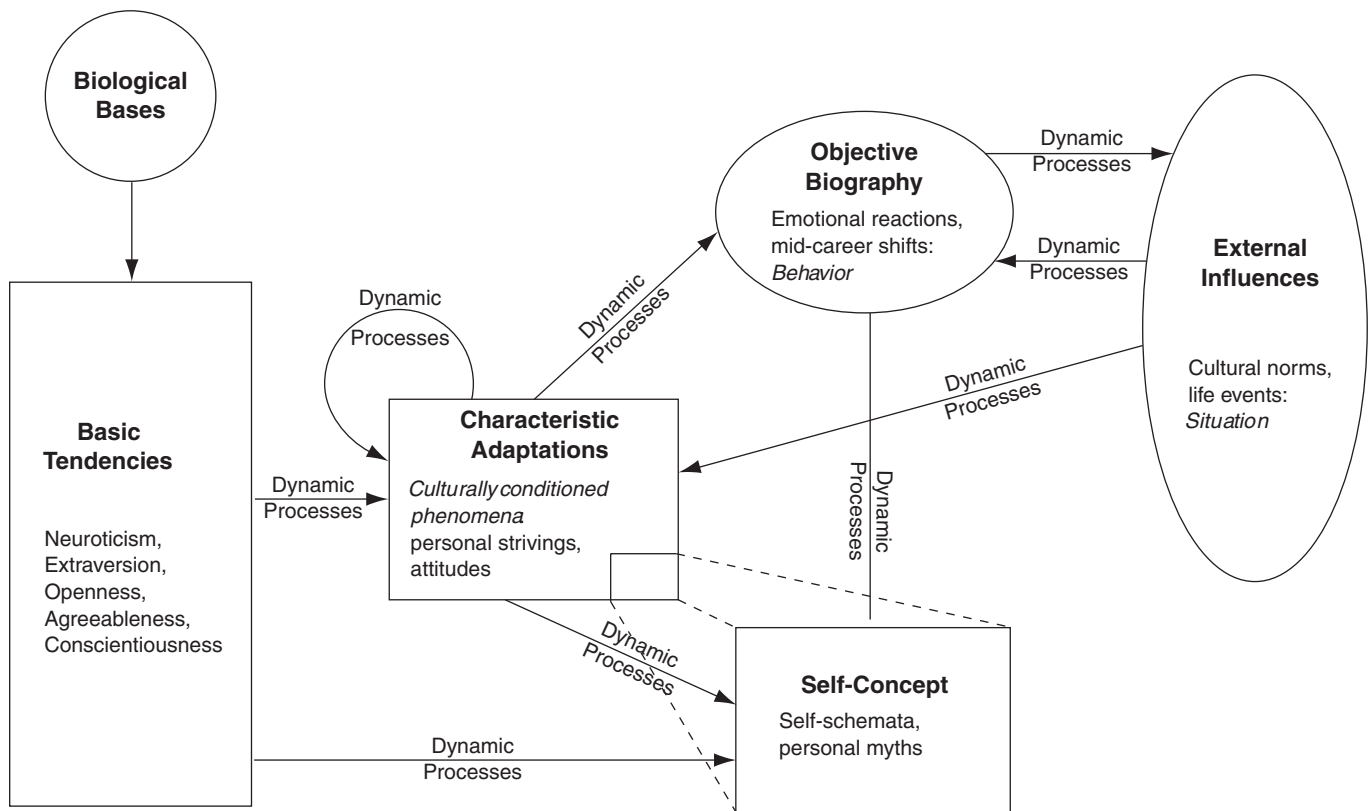 Biological
Bases
Objective
Biography
Emotional reactions,
mid-career shifts:
Behavior
Dynamic
Processes
Dynamic
Processes
External
Influences
Cultural norms,
life events:
Situation
Dynamic
Processes
Dynamic
Processes
Dynamic
Processes
Basic
Tendencies
Neuroticism,
Extraversion,
Openness,
Agreeableness,
Conscientiousness
Dynamic
Processes
Characteristic
Adaptations
Culturally conditioned
phenomena:
personal strivings,
attitudes
Dynamic
Processes
Dynamic
Processes
Dynamic
Processes
Self-Concept
Self-schemata,
personal myths